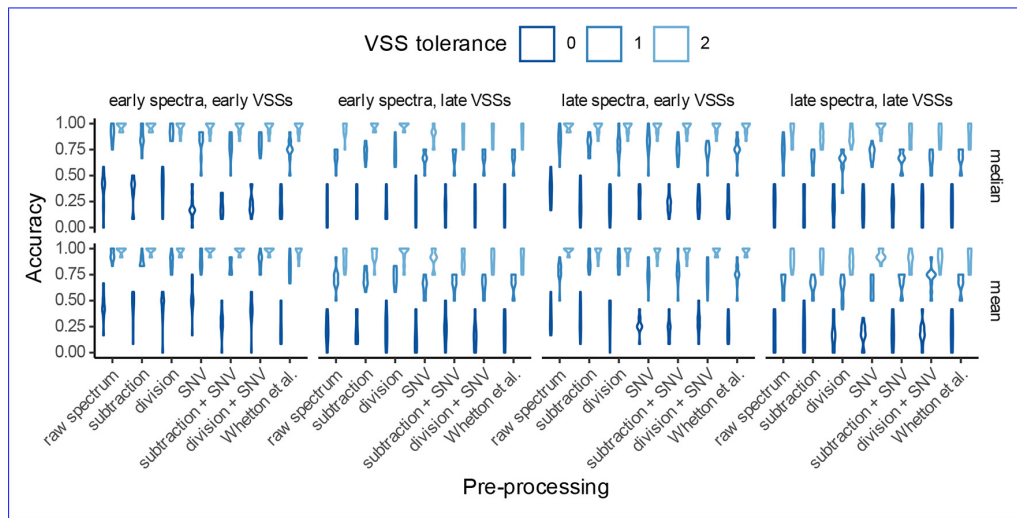 VSS tolerance 0 1 2
early spectra, early VSSs early spectra, late VSSs late spectra, early VSSs late spectra, late VSSs
1.00
0.75
0.50
0.25
0.00
median
1.00
0.75
0.50
0.25
0.00
mean
Accuracy
raw spectrum subtraction division SNV subtraction + SNV division + SNV Whetton et al. raw spectrum subtraction division SNV subtraction + SNV division + SNV Whetton et al. raw spectrum subtraction division SNV subtraction + SNV division + SNV Whetton et al. raw spectrum subtraction division SNV subtraction + SNV division + SNV Whetton et al.
Pre-processing